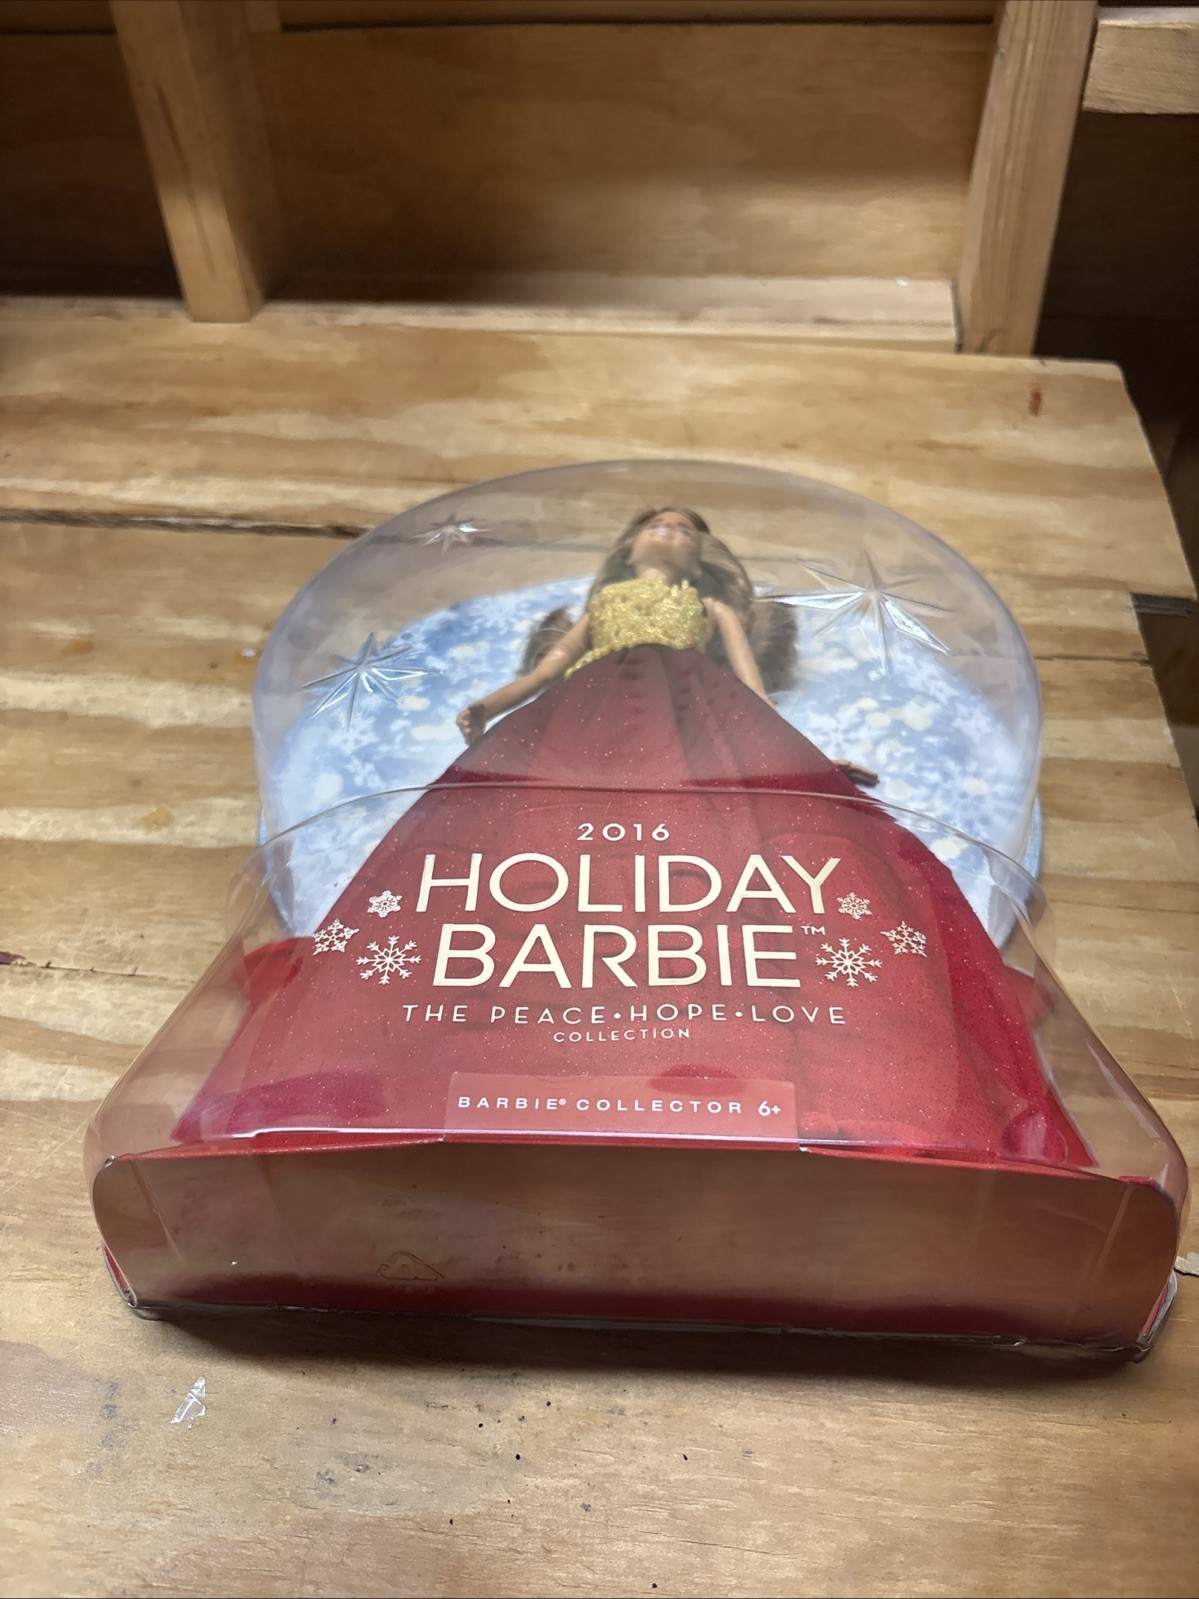 2016
HOLIDAY
BARBIE™
THE PEACE•HOPE•LOVE
COLLECTION
BARBIE® COLLECTOR 6+